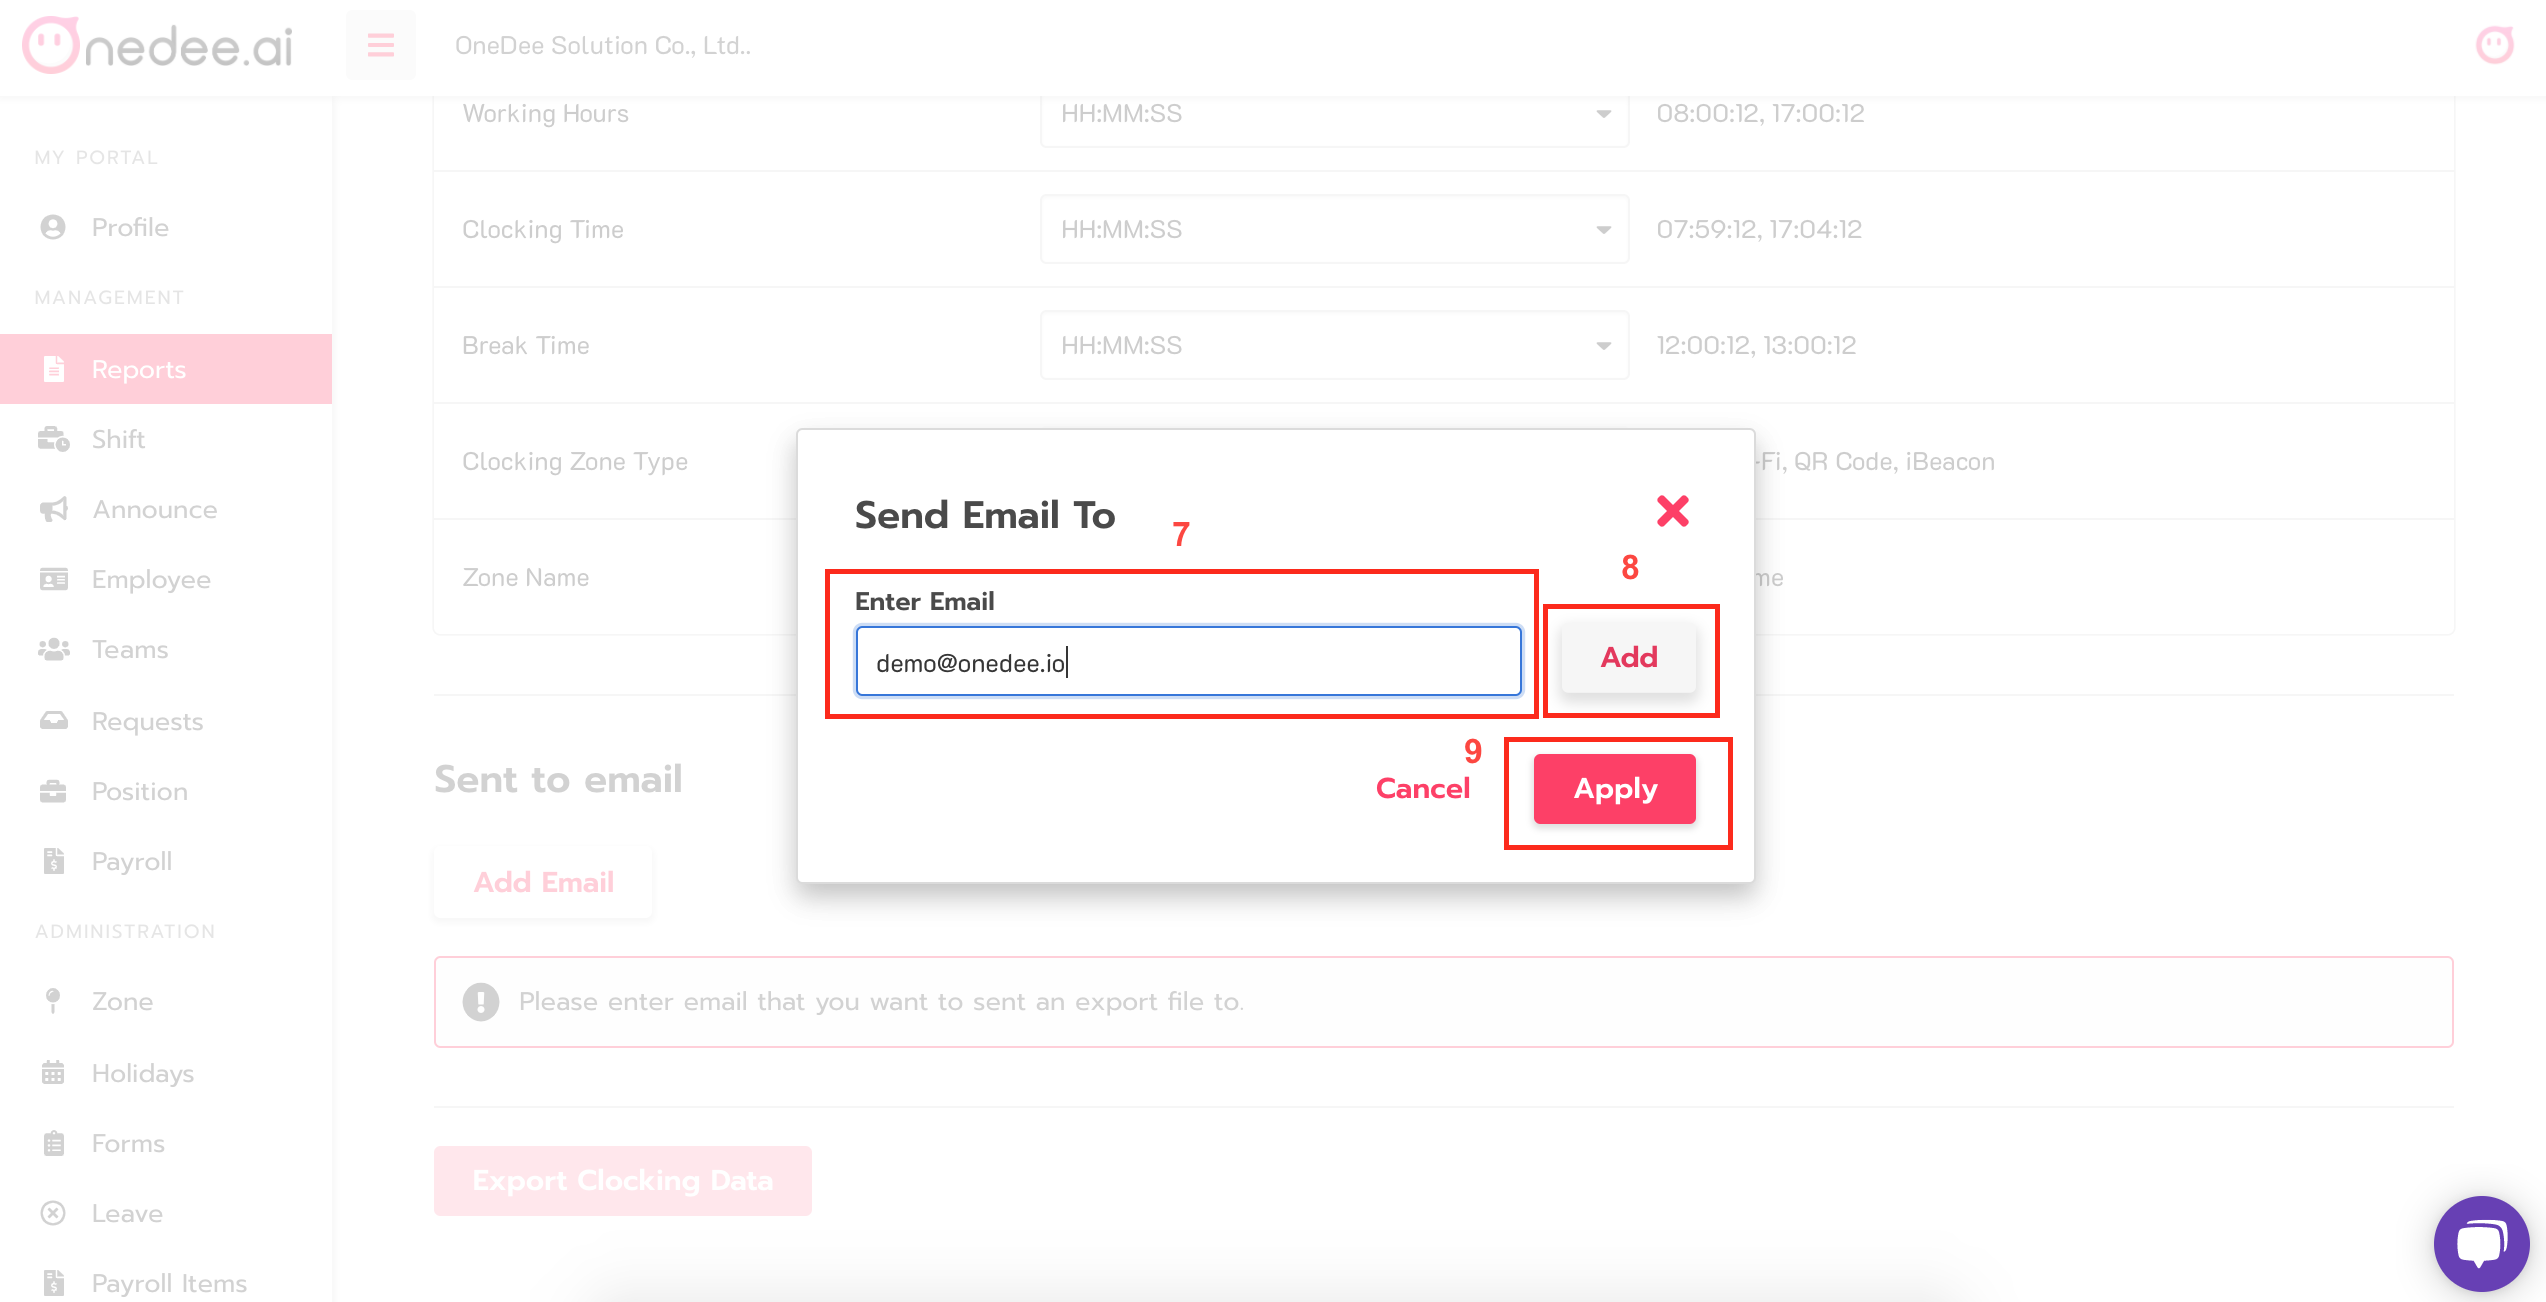 nedee.ai
OneDee Solution Co., Ltd..
MY PORTAL
Profile
MANAGEMENT
Reports
Shift
Announce
Employee
Teams
Requests
Position
Payroll
ADMINISTRATION
Zone
Holidays
Forms
Leave
Payroll Items
Working Hours
HH:MM:SS
08:00:12, 17:00:12
Clocking Time
HH:MM:SS
07:59:12, 17:04:12
Break Time
HH:MM:SS
12:00:12, 13:00:12
Clocking Zone Type
-Fi, QR Code, iBeacon
Zone Name
me
Send Email To
7
8
Enter Email
demo@onedee.io
Add
9
Cancel
Apply
Sent to email
Add Email
Please enter email that you want to sent an export file to.
Export Clocking Data